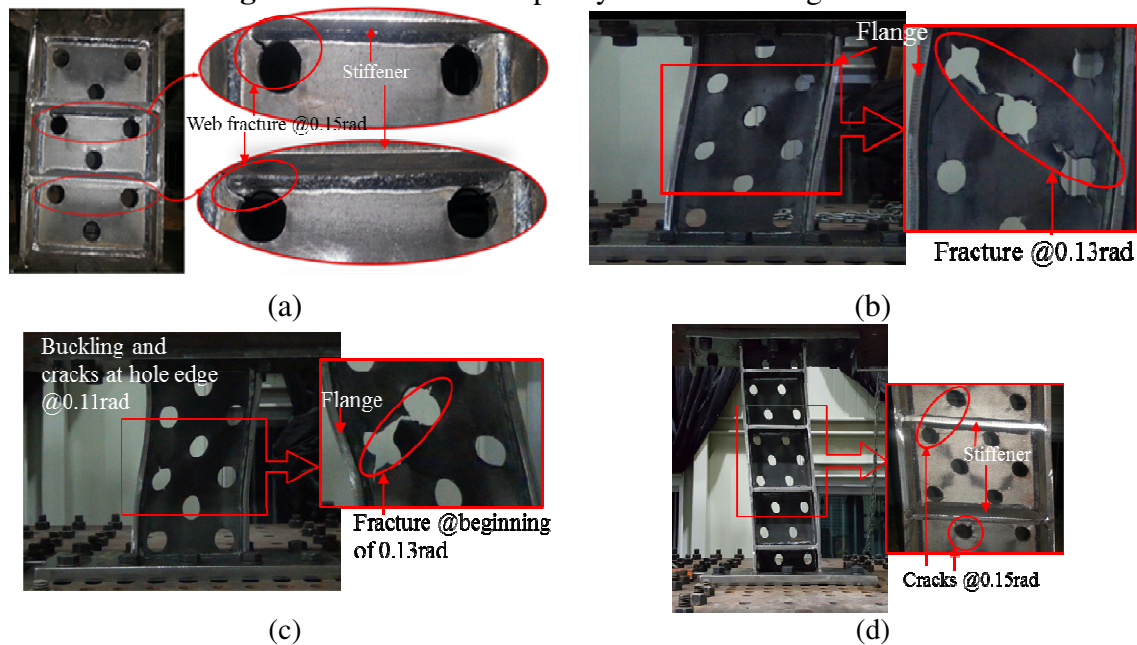 Stiffener
Web fracture @0.15rad
(a)
Flange
Fracture @0.13rad
(b)
Buckling and
cracks at hole edge
@0.11rad
Flange
Fracture @beginning
of 0.13rad
(c)
Stiffener
Cracks @0.15rad
(d)